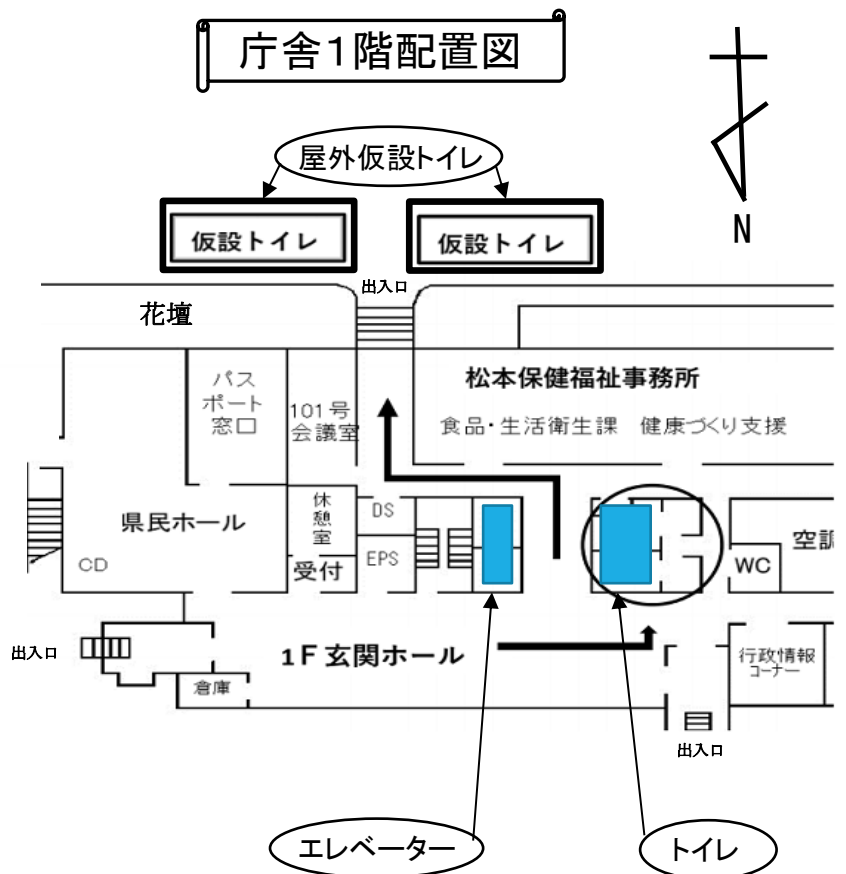 庁舎1階配置図
屋外仮設トイレ
N
仮設トイレ
仮設トイレ
出入口
花壇
パス
ポート
窓口
101号
会議室
松本保健福祉事務所
食品・生活衛生課　健康づくり支援
県民ホール
CD
休
憩
室
受付
DS
EPS
WC
空調
出入口
1F玄関ホール
倉庫
行政情報
コーナー
出入口
エレベーター
トイレ